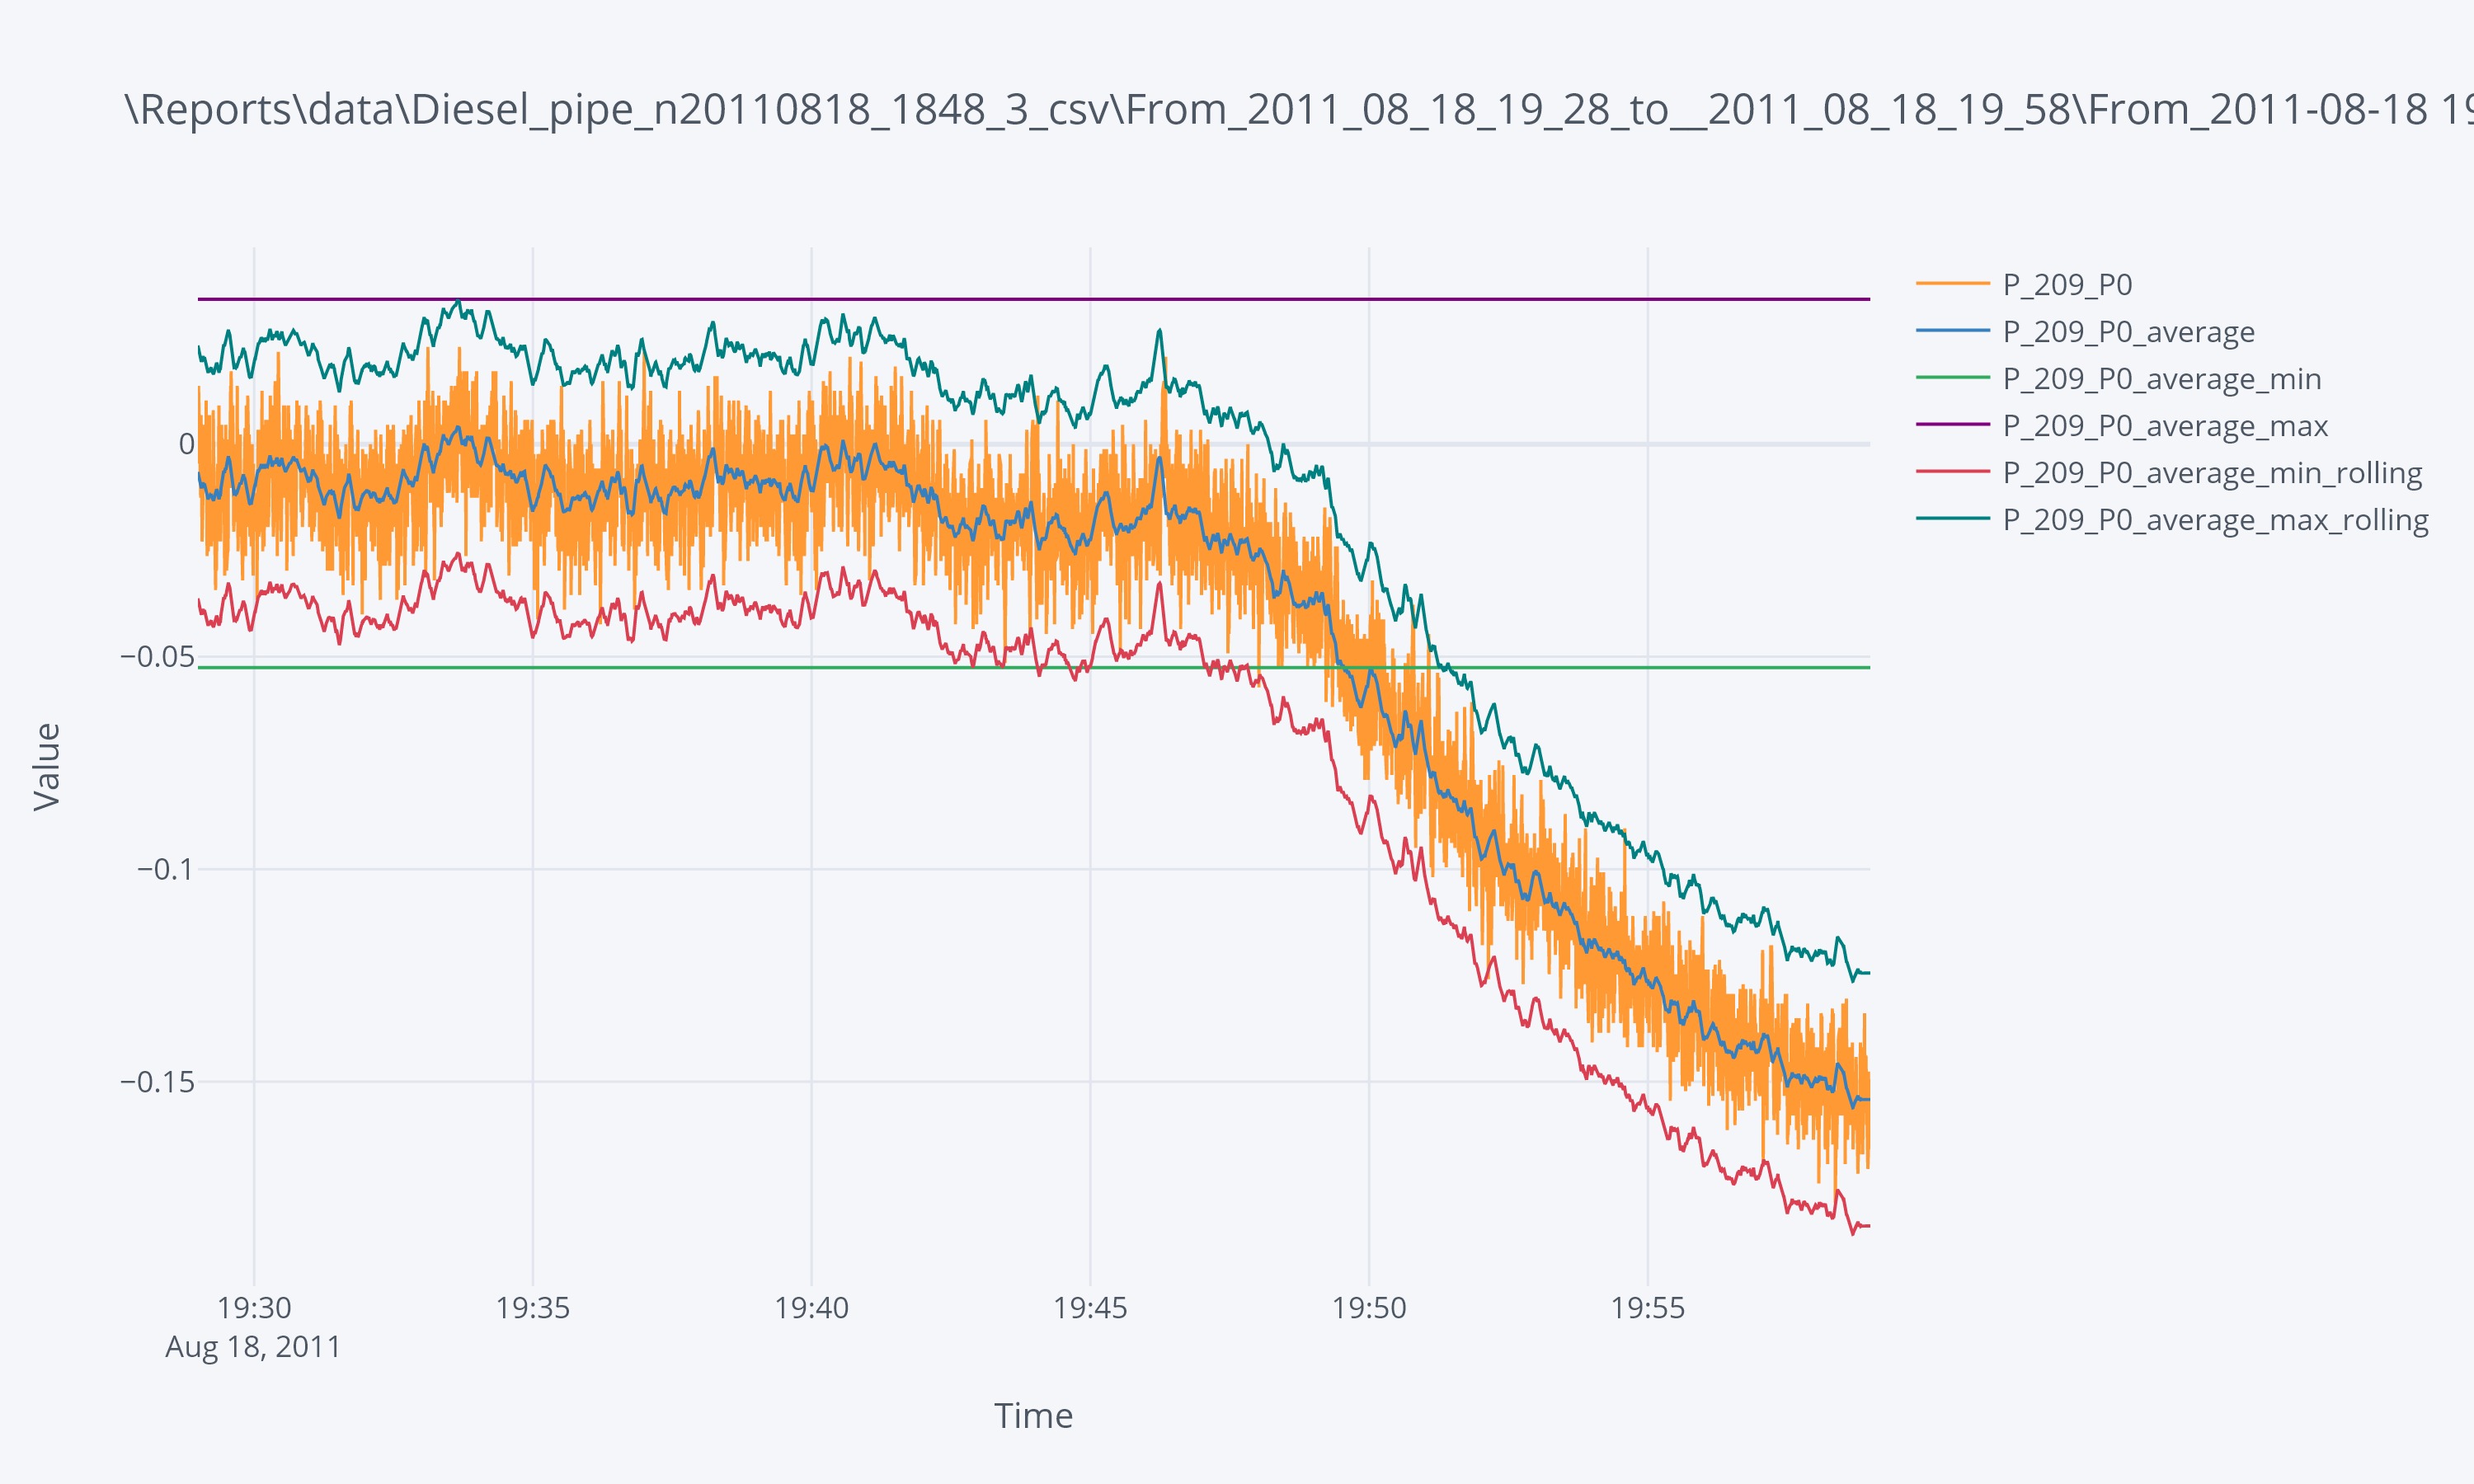 \Reports\data\Diesel_pipe_n20110818_1848_3_csv\From_2011_08_18_19_28_to__2011_08_18_19_58\From_2011-08-18 19
P_209_P0
P_209_P0_average
P_209_P0_average_min
P_209_P0_average_max
P_209_P0_average_min_rolling
P_209_P0_average_max_rolling
0
−0.05
−0.1
−0.15
Value
19:30 19:35 19:40 19:45 19:50 19:55
Aug 18, 2011
Time